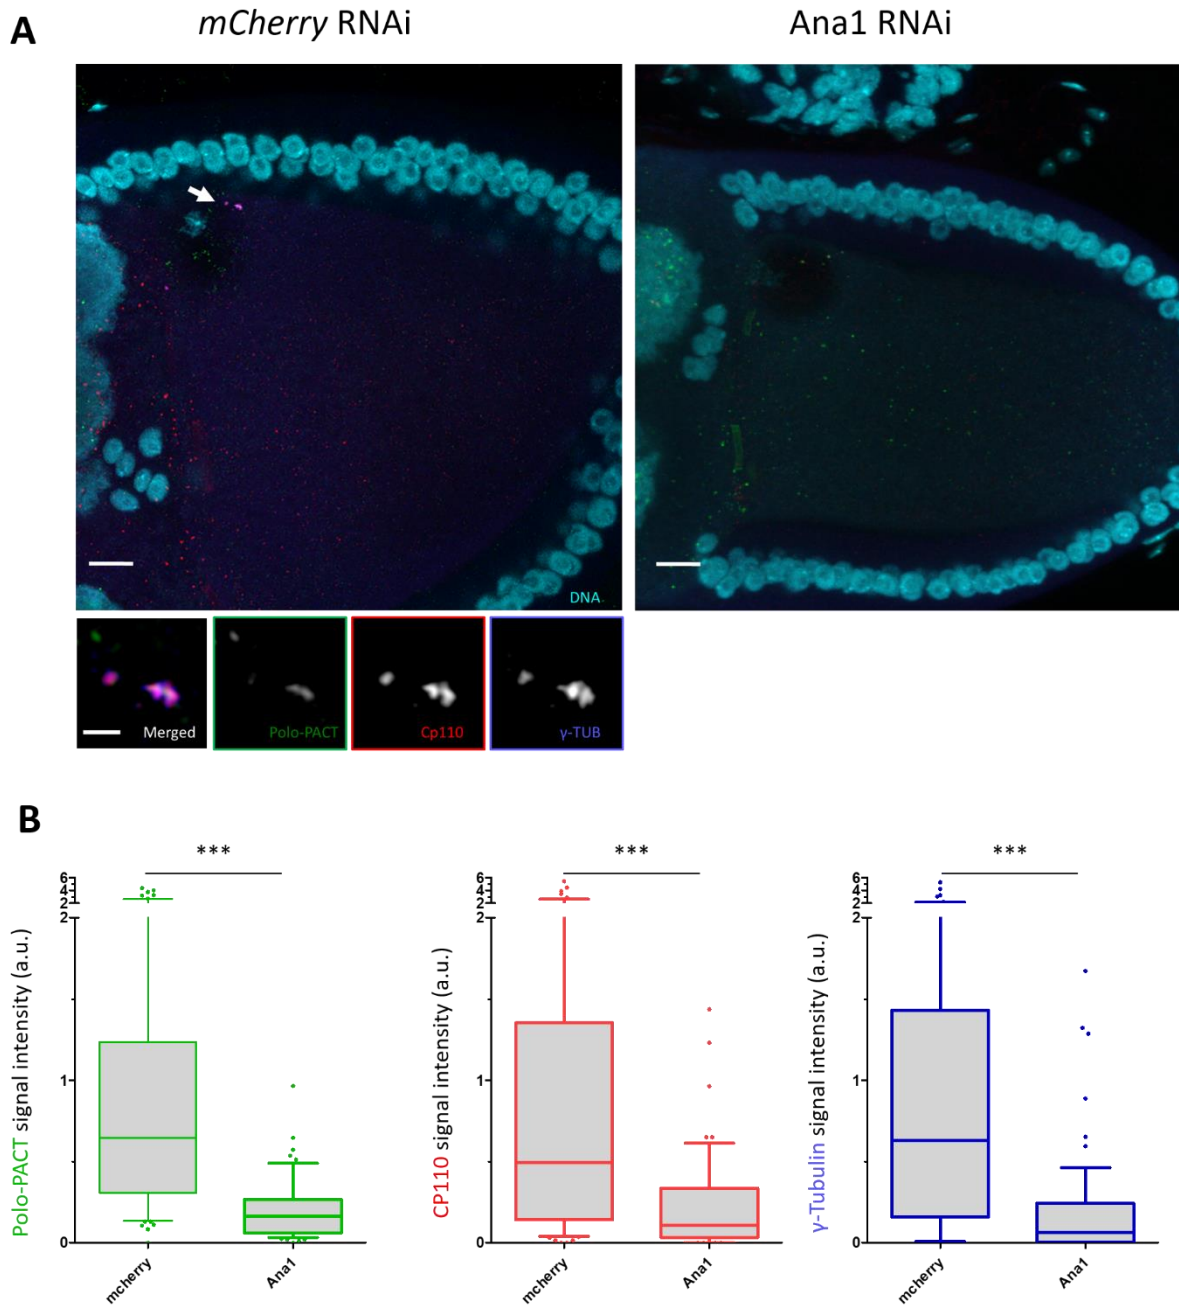 A
mCherry RNAi
Ana1 RNAi
DNA
Merged
Polo-PACT
Cp110
γ-TUB
B
***
6
4
2
2
1
0
Polo-PACT signal intensity (a.u.)
mcherry
Ana1
***
6
4
2
2
1
0
CP110 signal intensity (a.u.)
mcherry
Ana1
***
6
4
2
2
1
0
γ-Tubulin signal intensity (a.u.)
mcherry
Ana1